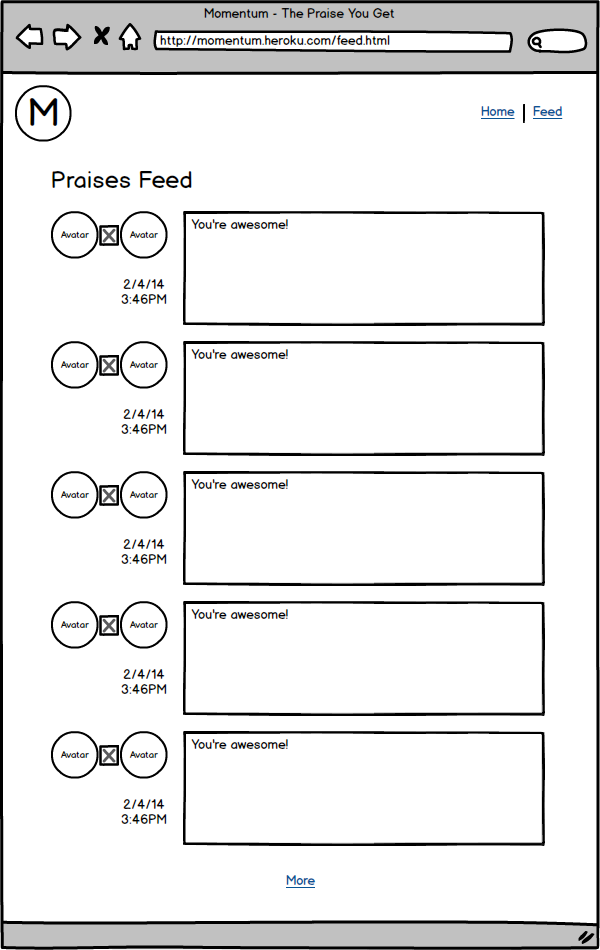 Momentum - The Praise You Get
http://momentum.heroku.com/feed.html
M
Home Feed
Praises Feed
Avatar Avatar
You're awesome!
2/4/14
3:46PM
Avatar Avatar
You're awesome!
2/4/14
3:46PM
Avatar Avatar
You're awesome!
2/4/14
3:46PM
Avatar Avatar
You're awesome!
2/4/14
3:46PM
Avatar Avatar
You're awesome!
2/4/14
3:46PM
More